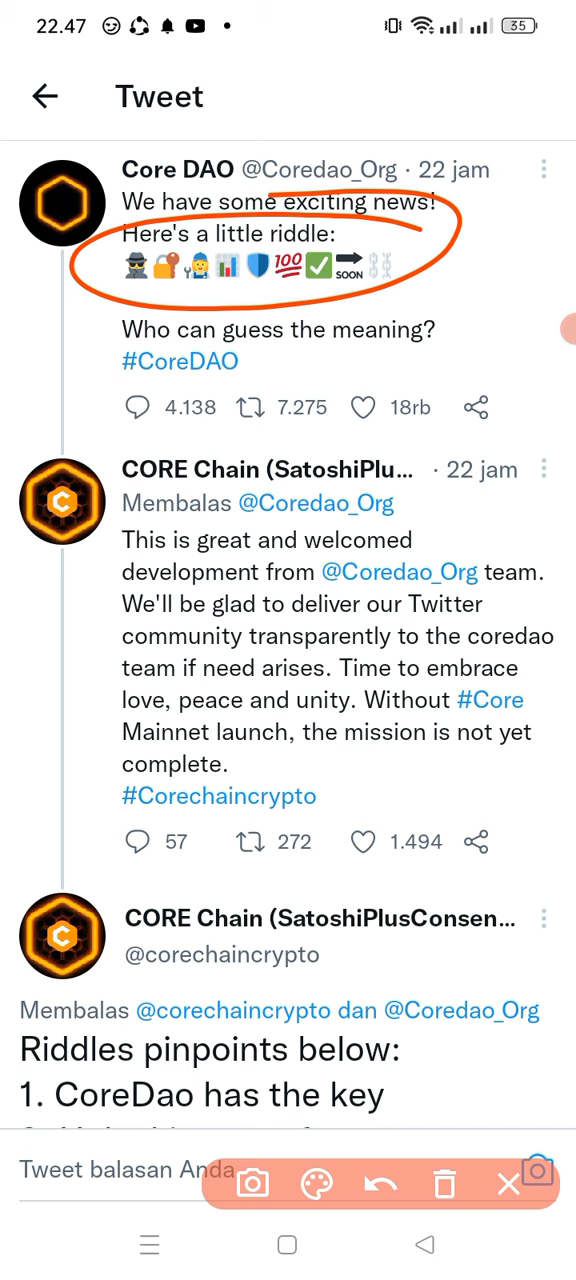 22.47
35
Tweet
Core DAO @Coredao_Org · 22 jam
We have some exciting news!
Here's a little riddle:
🕵🔐👩‍🔧📊🛡💯✅🔜⛓
Who can guess the meaning?
#CoreDAO
4.138 7.275 18rb
CORE Chain (SatoshiPlu... · 22 jam
Membalas @Coredao_Org
This is great and welcomed
development from @Coredao_Org team.
We'll be glad to deliver our Twitter
community transparently to the coredao
team if need arises. Time to embrace
love, peace and unity. Without #Core
Mainnet launch, the mission is not yet
complete.
#Corechaincrypto
57 272 1.494
CORE Chain (SatoshiPlusConsen...
@corechaincrypto
Membalas @corechaincrypto dan @Coredao_Org
Riddles pinpoints below:
1. CoreDao has the key
Tweet balasan Anda